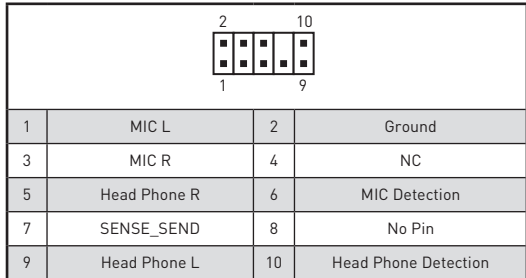 2 10
1 9
1 MIC L 2 Ground
3 MIC R 4 NC
5 Head Phone R 6 MIC Detection
7 SENSE_SEND 8 No Pin
9 Head Phone L 10 Head Phone Detection